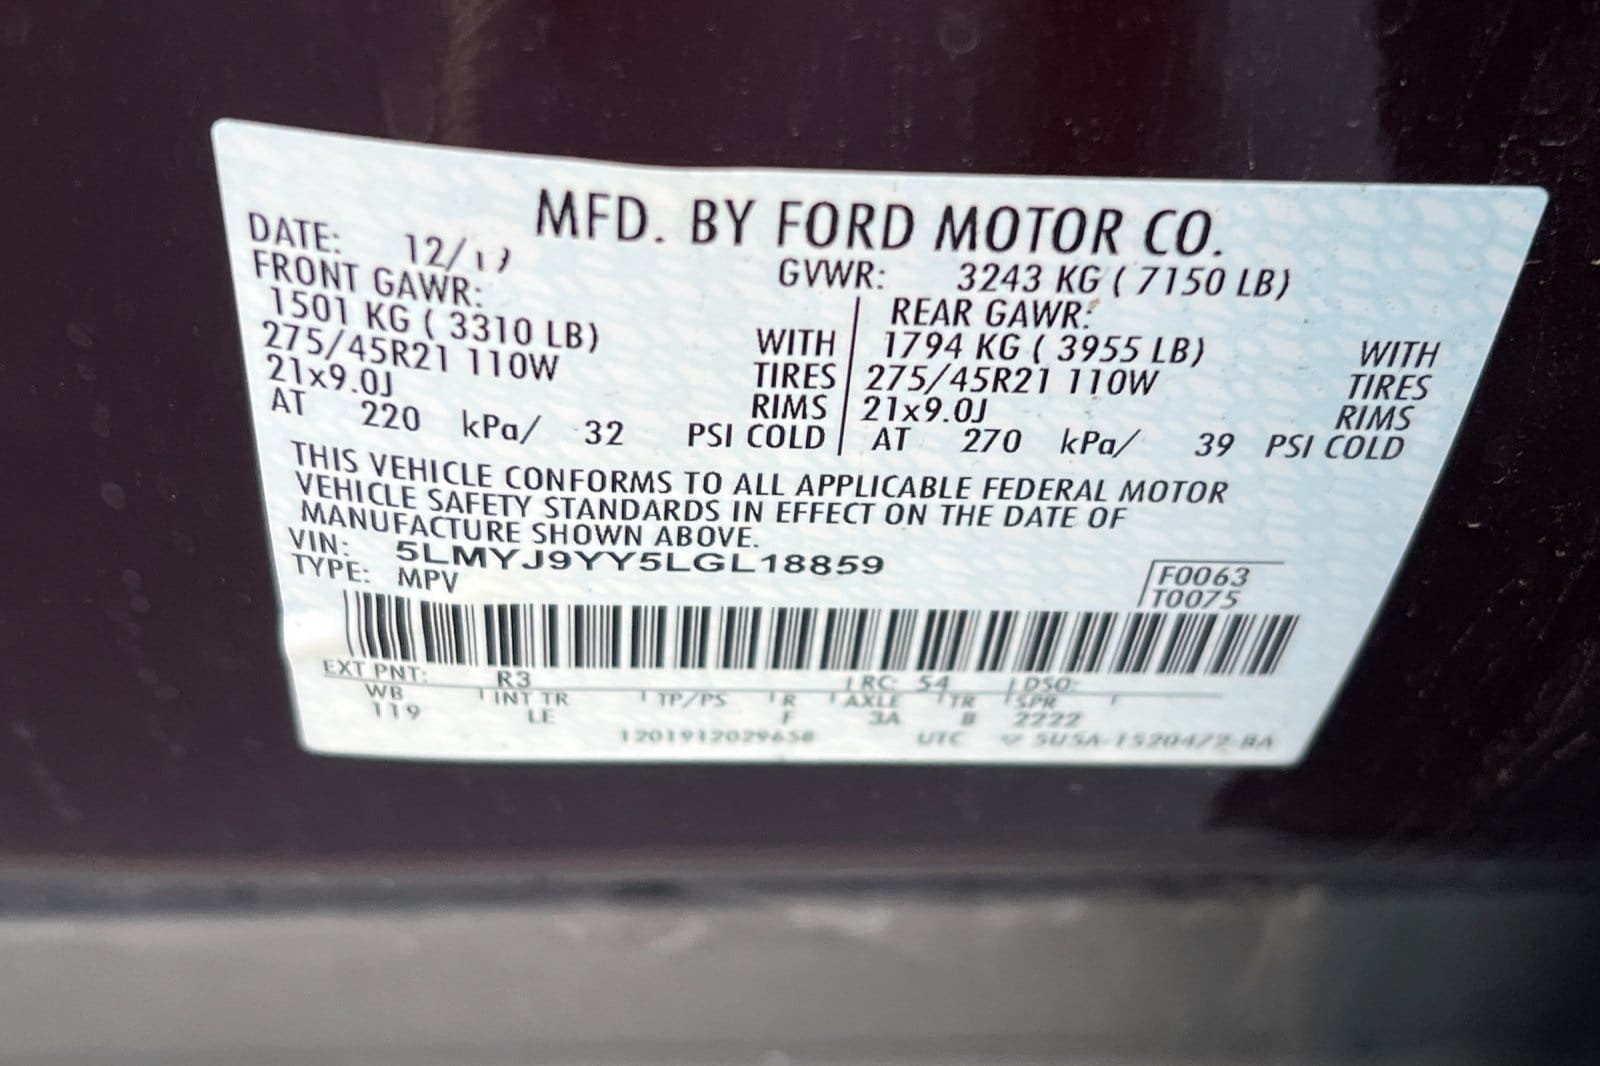 MFD. BY FORD MOTOR CO.
DATE: 12/19 GVWR: 3243 KG ( 7150 LB)
FRONT GAWR: REAR GAWR:
1501 KG ( 3310 LB) WITH 1794 KG ( 3955 LB) WITH
275/45R21 110W TIRES 275/45R21 110W TIRES
21x9.0J RIMS 21x9.0J RIMS
AT 220 kPa/ 32 PSI COLD AT 270 kPa/ 39 PSI COLD
THIS VEHICLE CONFORMS TO ALL APPLICABLE FEDERAL MOTOR
VEHICLE SAFETY STANDARDS IN EFFECT ON THE DATE OF
MANUFACTURE SHOWN ABOVE.
VIN: 5LMYJ9YY5LGL18859
TYPE: MPV
F0063
T0075
EXT PNT: R3 RC: 54 DSO:
WB INT TR TP/PS R AXLE TR SPR
119 LE F 3A B 2222
1201912029658 UTC